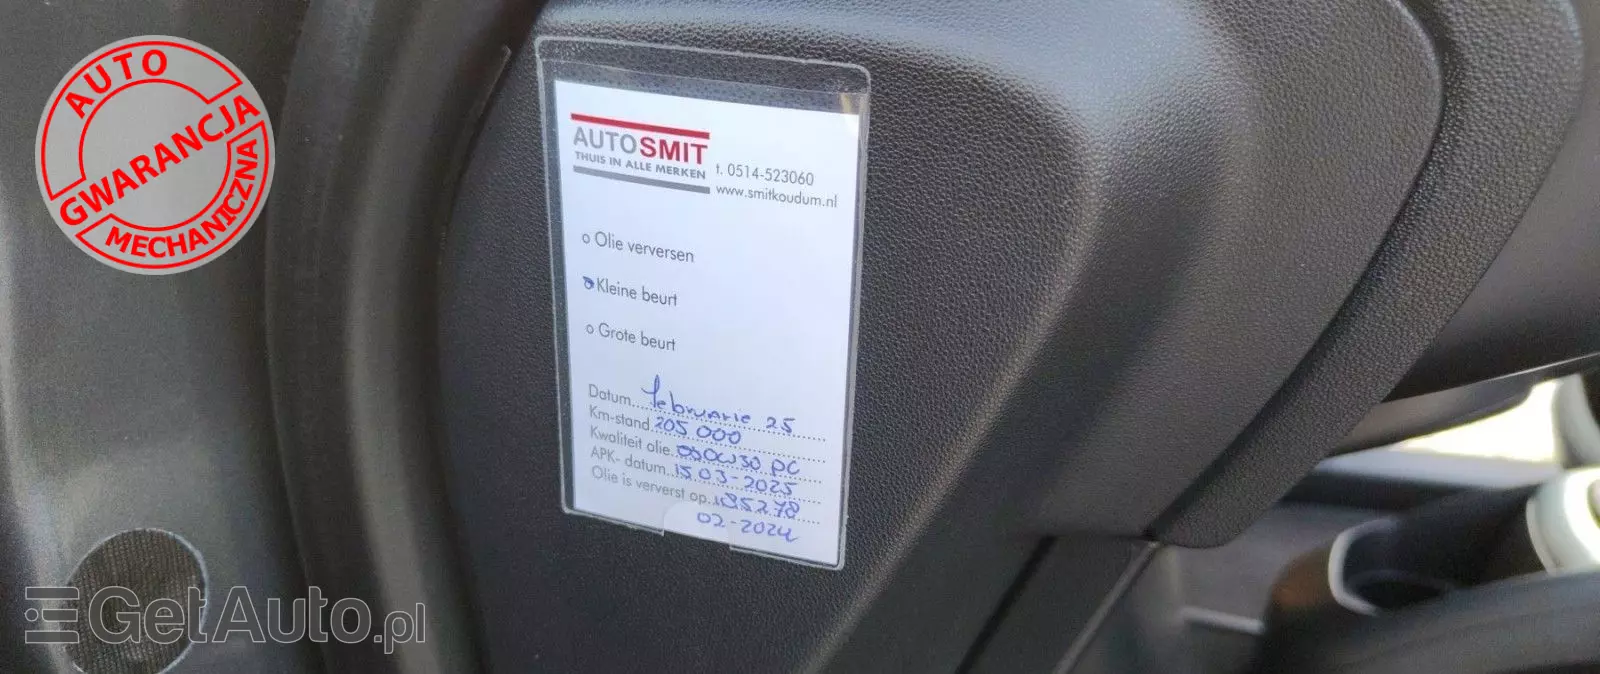 AUTO
GWARANCJA
MECHANICZNA
AUTOSMIT
THUIS IN ALLE MERKEN
t. 0514-523060
www.smitkoudum.nl
Olie verversen
Kleine beurt
Grote beurt
Datum februarie 25
Km-stand 205 000
Kwaliteit olie
APK- datum 15.03-2025
Olie is ververst op 195278
02-2024
GetAuto.pl